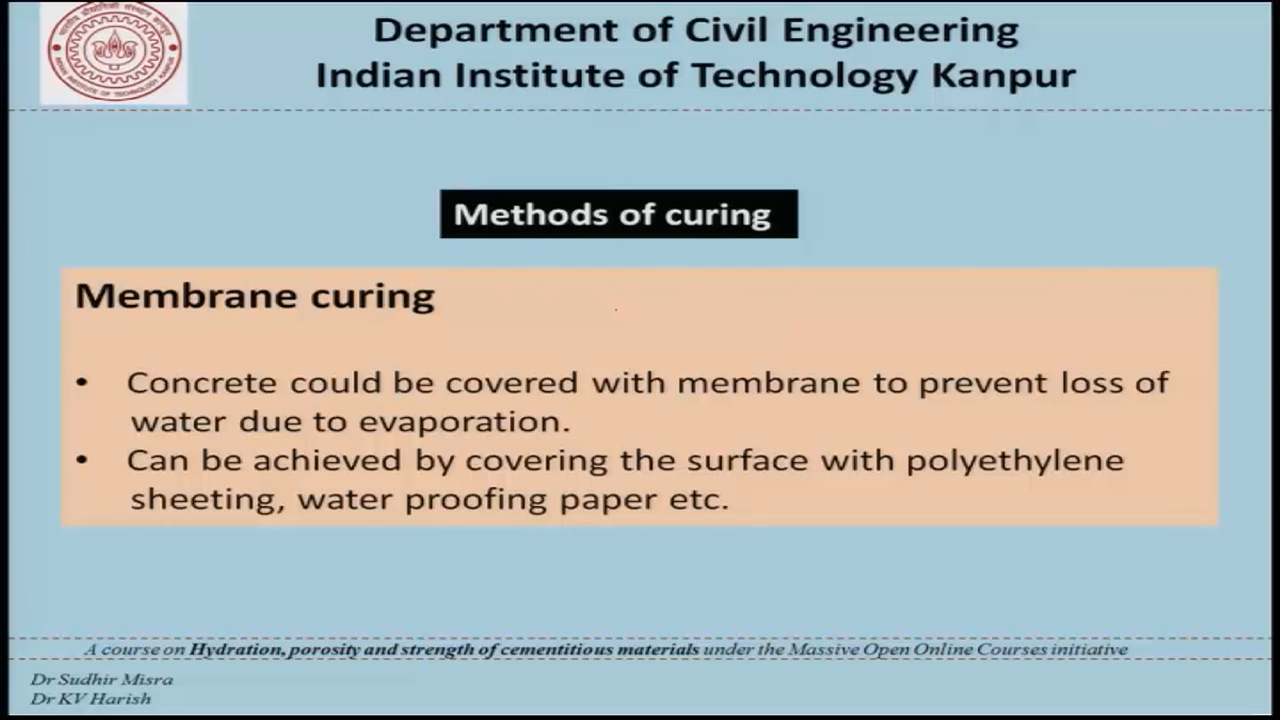 Department of Civil Engineering
Indian Institute of Technology Kanpur
Methods of curing
Membrane curing
• Concrete could be covered with membrane to prevent loss of
water due to evaporation.
• Can be achieved by covering the surface with polyethylene
sheeting, water proofing paper etc.
A course on Hydration, porosity and strength of cementitious materials under the Massive Open Online Courses initiative
Dr Sudhir Misra
Dr KV Harish